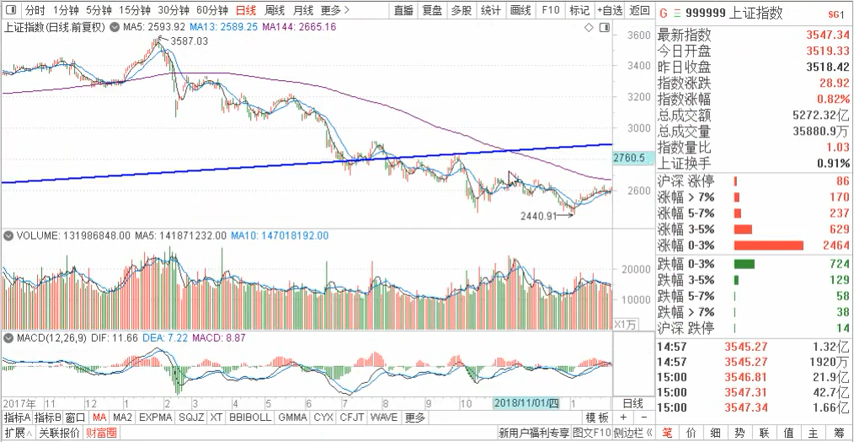 分时 1分钟 5分钟 15分钟 30分钟 60分钟 日线 周线 月线 更多 直播 复盘 多股 统计 画线 F10 标记 +自选 返回
上证指数(日线.前复权) MA5: 2593.92 MA13: 2589.25 MA144: 2665.16
3587.03
3600
3400
3200
3000
2760.5
2600
2440.91
VOLUME: 131986848.00 MA5: 141871232.00 MA10: 147018192.00
20000
10000
X1万
MACD(12,26,9) DIF: 11.66 DEA: 7.22 MACD: 8.87
0.00
2017年 11 12 1 2 3 4 5 6 7 8 9 10 2018/11/01/四 1 日线
指标A 指标B 窗口 MA MA2 EXPMA SQJZ XT BBIBOLL GMMA CYX CFJT WAVE 更多 模板 + -
扩展∧ 关联报价 财富圈 新用户福利专享 图文F10 侧边栏《
G 999999 上证指数 SG1
最新指数 3547.34
今日开盘 3519.33
昨日收盘 3518.42
指数涨跌 28.92
指数涨幅 0.82%
总成交额 5272.32亿
总成交量 35880.9万
指数量比 1.03
上证换手 0.91%
沪深 涨停 86
涨幅 > 7% 170
涨幅 5-7% 237
涨幅 3-5% 629
涨幅 0-3% 2464
跌幅 0-3% 724
跌幅 3-5% 129
跌幅 5-7% 58
跌幅 > 7% 38
沪深 跌停 14
14:57 3545.27 1.32亿
14:57 3545.27 1920万
15:00 3546.81 21.9亿
15:00 3547.31 42.7亿
15:00 3547.34 1.66亿
笔 价 细 势 联 值 主 筹